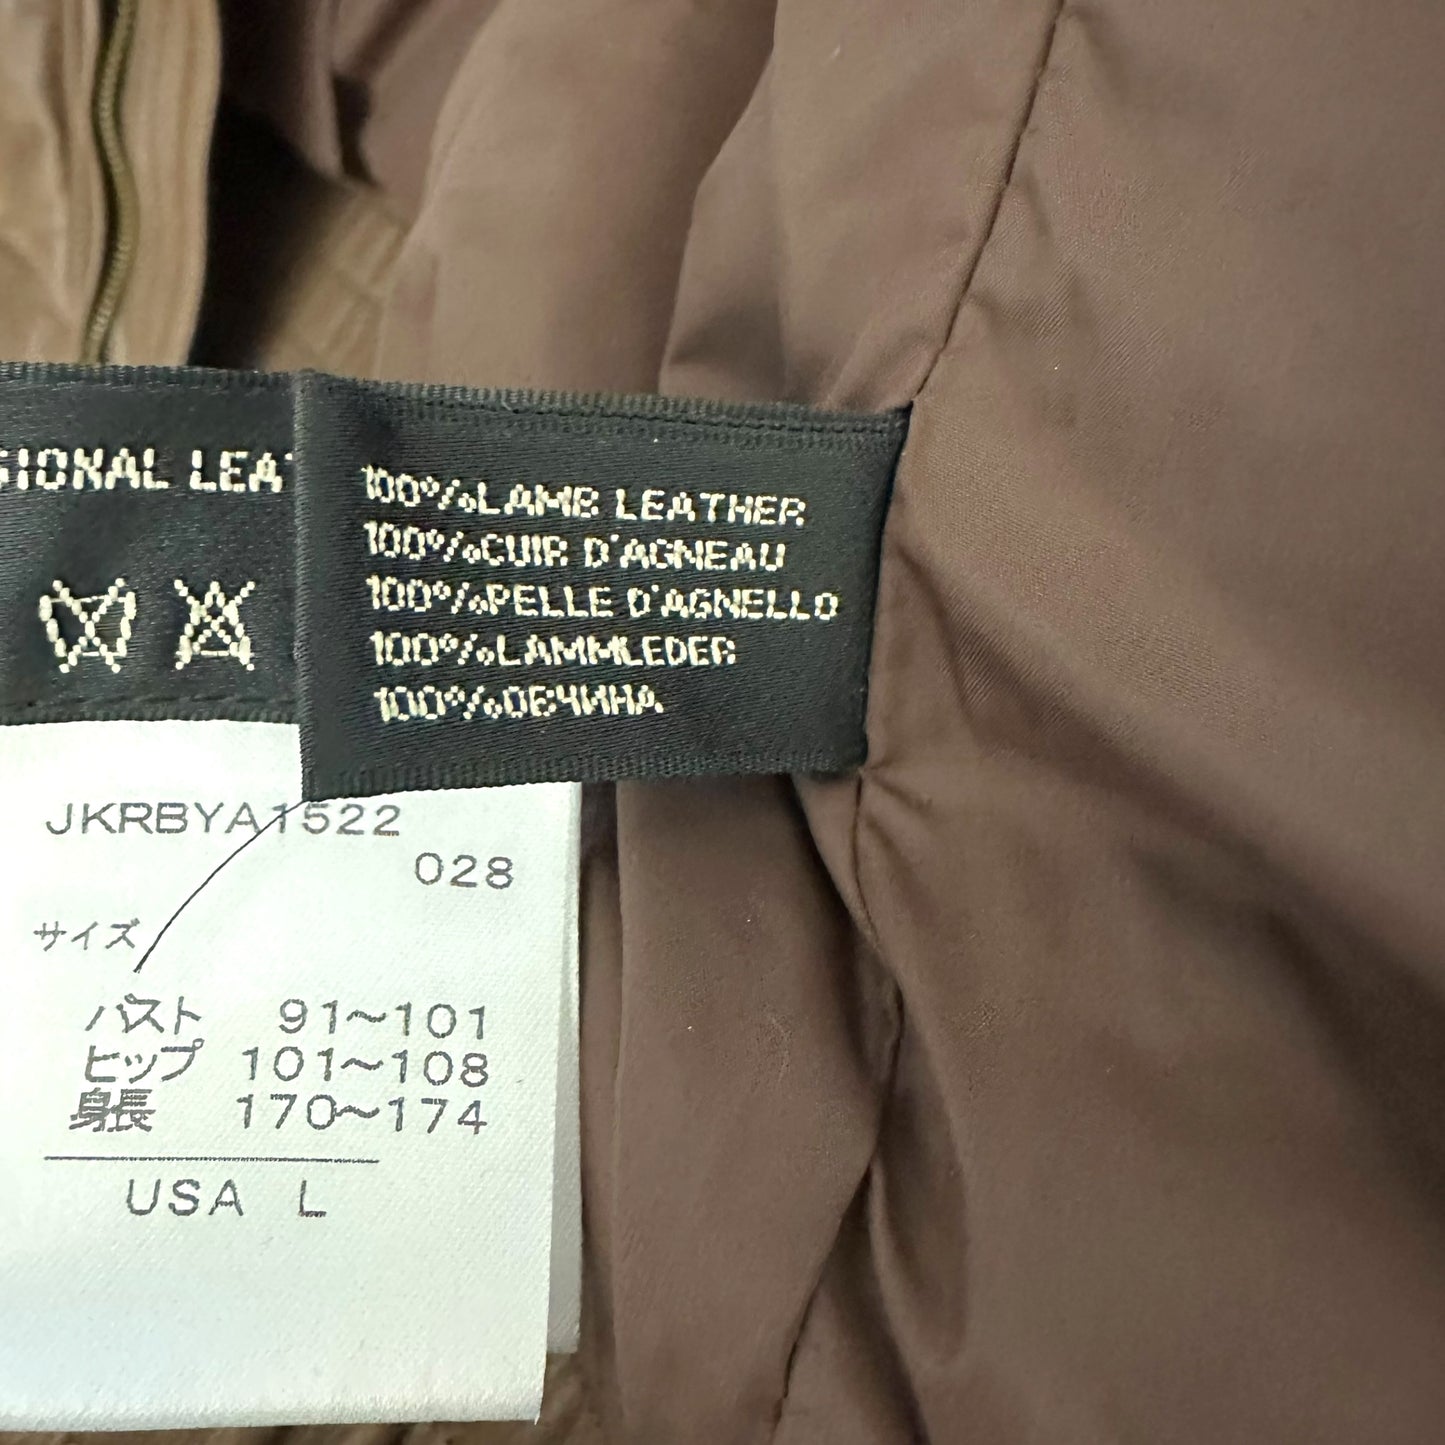 SIONAL LEAT
100%LAMB LEATHER
100%CUIR D'AGNEAU
100%PELLE D'AGNELLO
100%LAMMLEDER
100%ОВЧИНА
JKRBYA1522
028
サイズ
バスト 91～101
ヒップ 101～108
身長 170～174
USA L